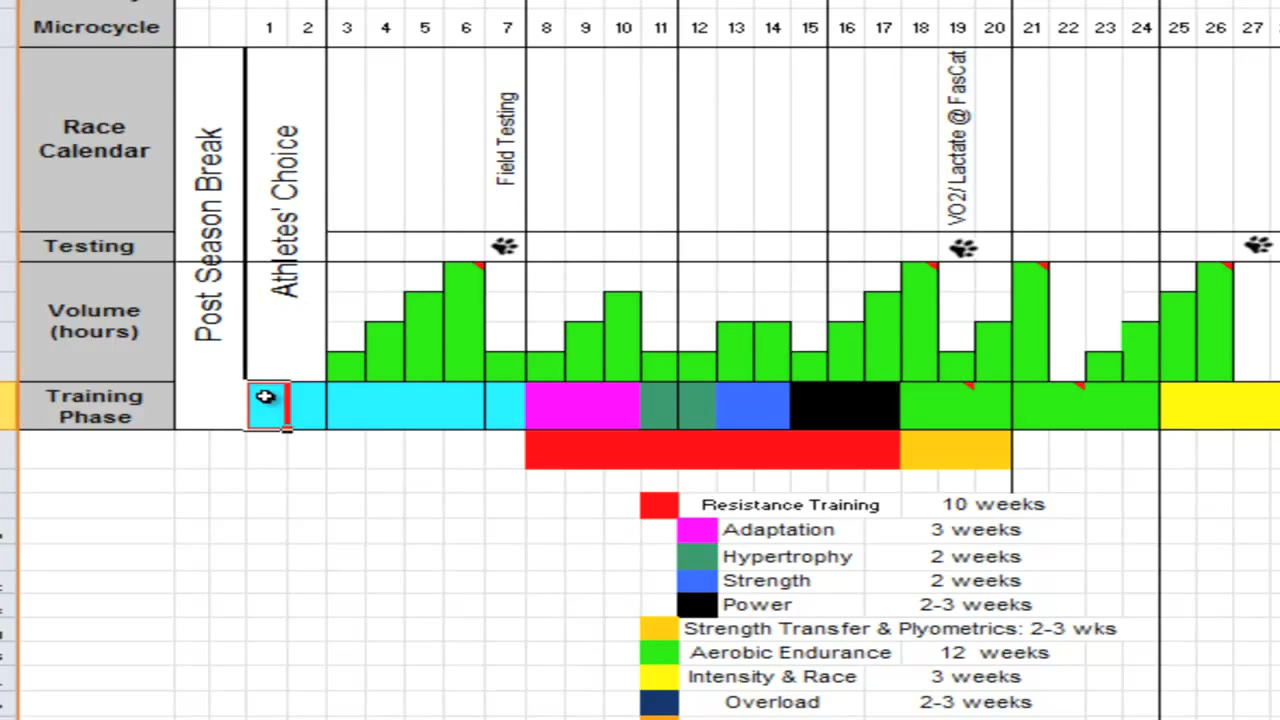 Microcycle 1 2 3 4 5 6 7 8 9 10 11 12 13 14 15 16 17 18 19 20 21 22 23 24 25 26 27
Race
Calendar
Post Season Break
Athletes' Choice
Field Testing
VO2/ Lactate @ FasCat
Testing
Volume
(hours)
Training
Phase
Resistance Training 10 weeks
Adaptation 3 weeks
Hypertrophy 2 weeks
Strength 2 weeks
Power 2-3 weeks
Strength Transfer & Plyometrics: 2-3 wks
Aerobic Endurance 12 weeks
Intensity & Race 3 weeks
Overload 2-3 weeks